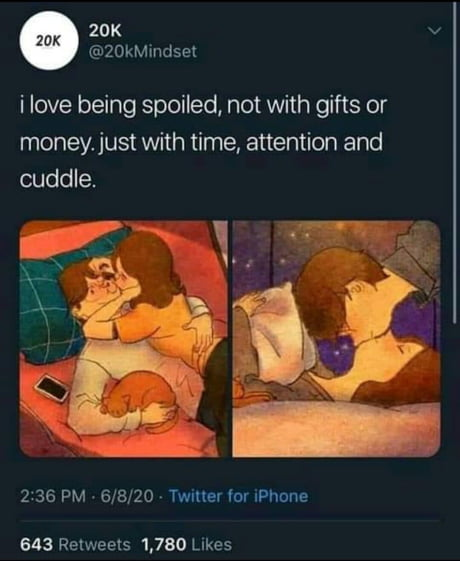 20K
20K
@20kMindset
i love being spoiled, not with gifts or
money. just with time, attention and
cuddle.
2:36 PM · 6/8/20 · Twitter for iPhone
643 Retweets 1,780 Likes